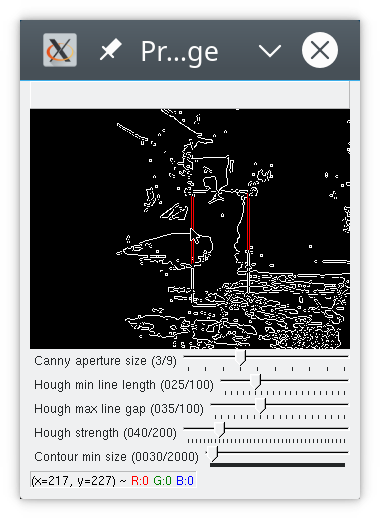 Pr...ge
Canny aperture size (3/9)
Hough min line length (025/100)
Hough max line gap (035/100)
Hough strength (040/200)
Contour min size (0030/2000)
(x=217, y=227) ~ R:0 G:0 B:0